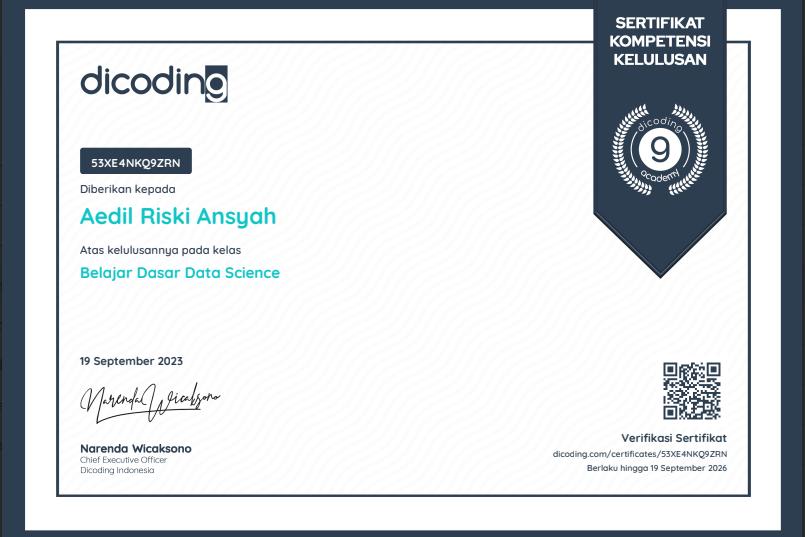 SERTIFIKAT
KOMPETENSI
KELULUSAN
dicoding
dicoding
9
academy
53XE4NKQ9ZRN
Diberikan kepada
Aedil Riski Ansyah
Atas kelulusannya pada kelas
Belajar Dasar Data Science
19 September 2023
Narenda Wicaksono
Narenda Wicaksono
Chief Executive Officer
Dicoding Indonesia
Verifikasi Sertifikat
dicoding.com/certificates/53XE4NKQ9ZRN
Berlaku hingga 19 September 2026